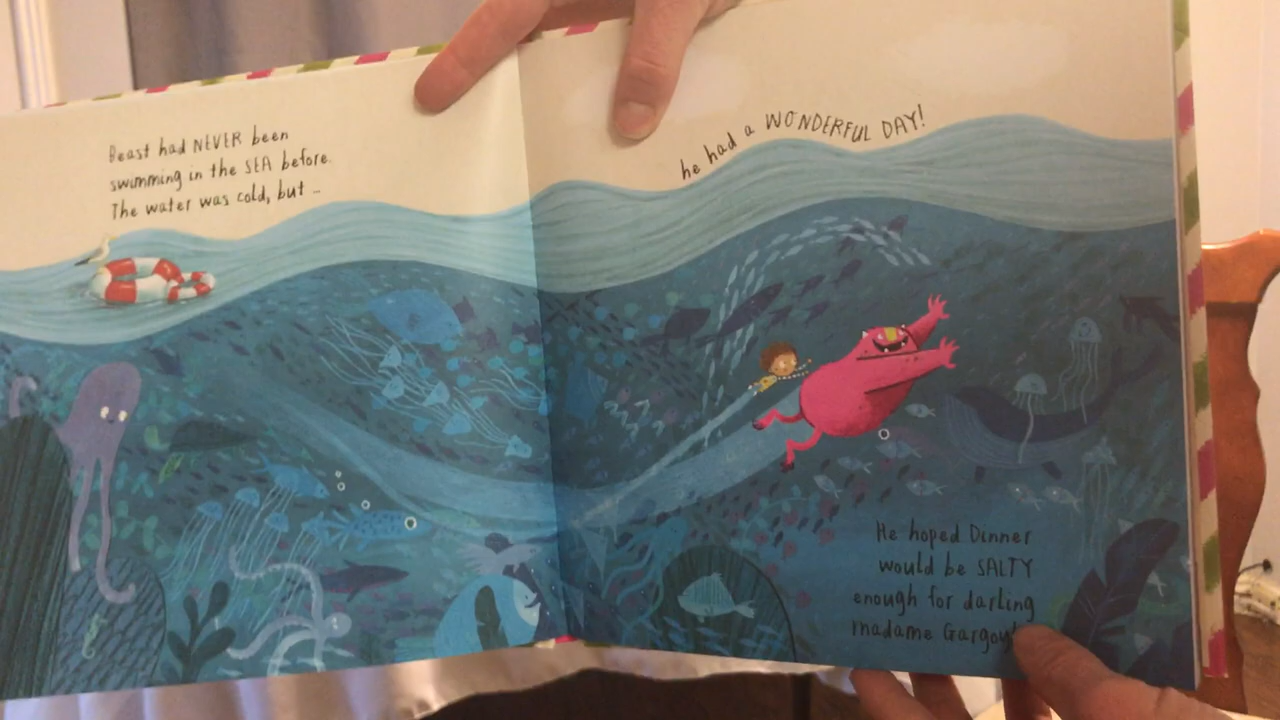 Beast had NEVER been
swimming in the SEA before.
The water was cold, but ..
he had a WONDERFUL DAY!
He hoped Dinner
would be SALTY
enough for darling
Madame